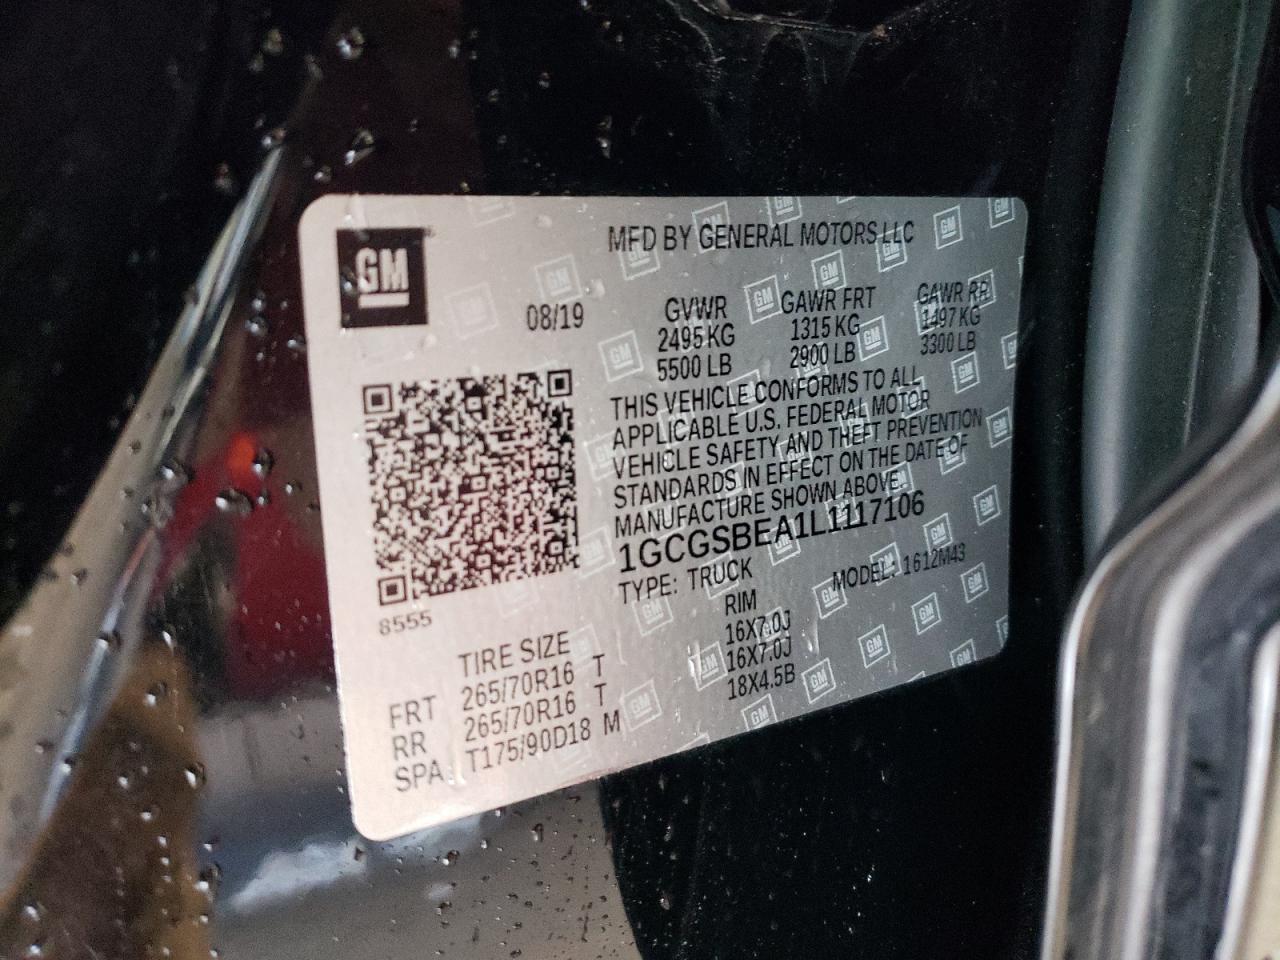 GM
MFD BY GENERAL MOTORS LLC
08/19
GVWR GAWR FRT GAWR RR
2495 KG 1315 KG 1497 KG
5500 LB 2900 LB 3300 LB
THIS VEHICLE CONFORMS TO ALL
APPLICABLE U.S. FEDERAL MOTOR
VEHICLE SAFETY AND THEFT PREVENTION
STANDARDS IN EFFECT ON THE DATE OF
MANUFACTURE SHOWN ABOVE.
1GCGSBEA1L1117106
TYPE: TRUCK MODEL: 1612M43
8555
TIRE SIZE RIM
FRT 265/70R16 T 16X7.0J
RR 265/70R16 T 16X7.0J
SPA T175/90D18 M 18X4.5B